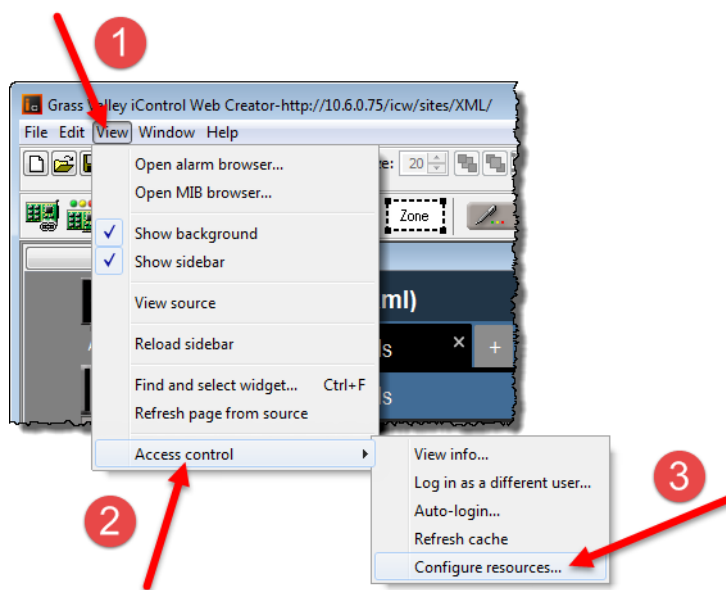 1
Grass Valley iControl Web Creator-http://10.6.0.75/icw/sites/XML/
File Edit View Window Help
Open alarm browser...
20
Open MIB browser...
Zone
Show background
Show sidebar
View source
ml)
Reload sidebar
ls × +
Find and select widget... Ctrl+F
ls
Refresh page from source
Access control
View info...
Log in as a different user...
Auto-login...
Refresh cache
Configure resources...
2
3